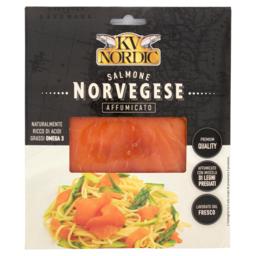 KV
NORDIC
SALMONE
NORVEGESE
AFFUMICATO
NATURALMENTE
RICCO DI ACIDI
GRASSI OMEGA 3
PREMIUM
QUALITY
AFFUMICATO
CON MISCELA
DI LEGNI
PREGIATI
LAVORATO DAL
FRESCO